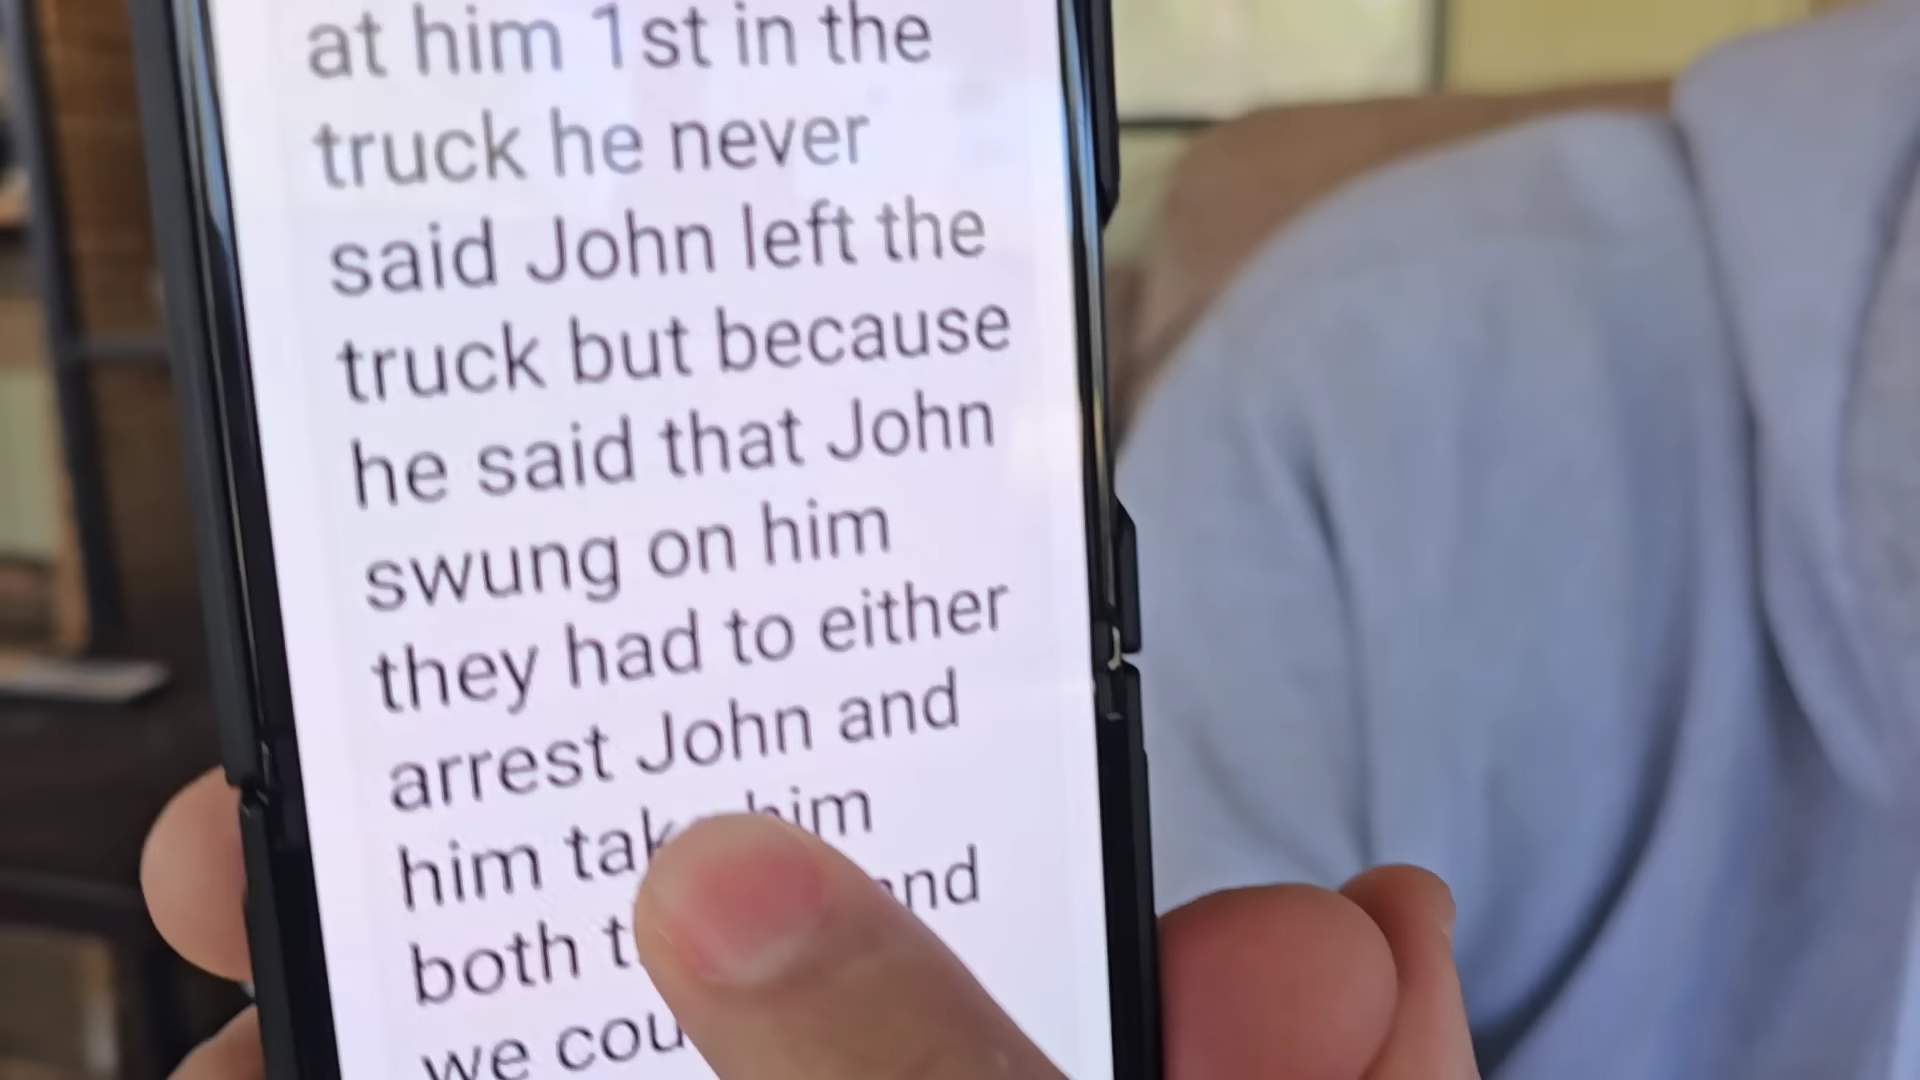 at him 1st in the
truck he never
said John left the
truck but because
he said that John
swung on him
they had to either
arrest John and
him him
both
we